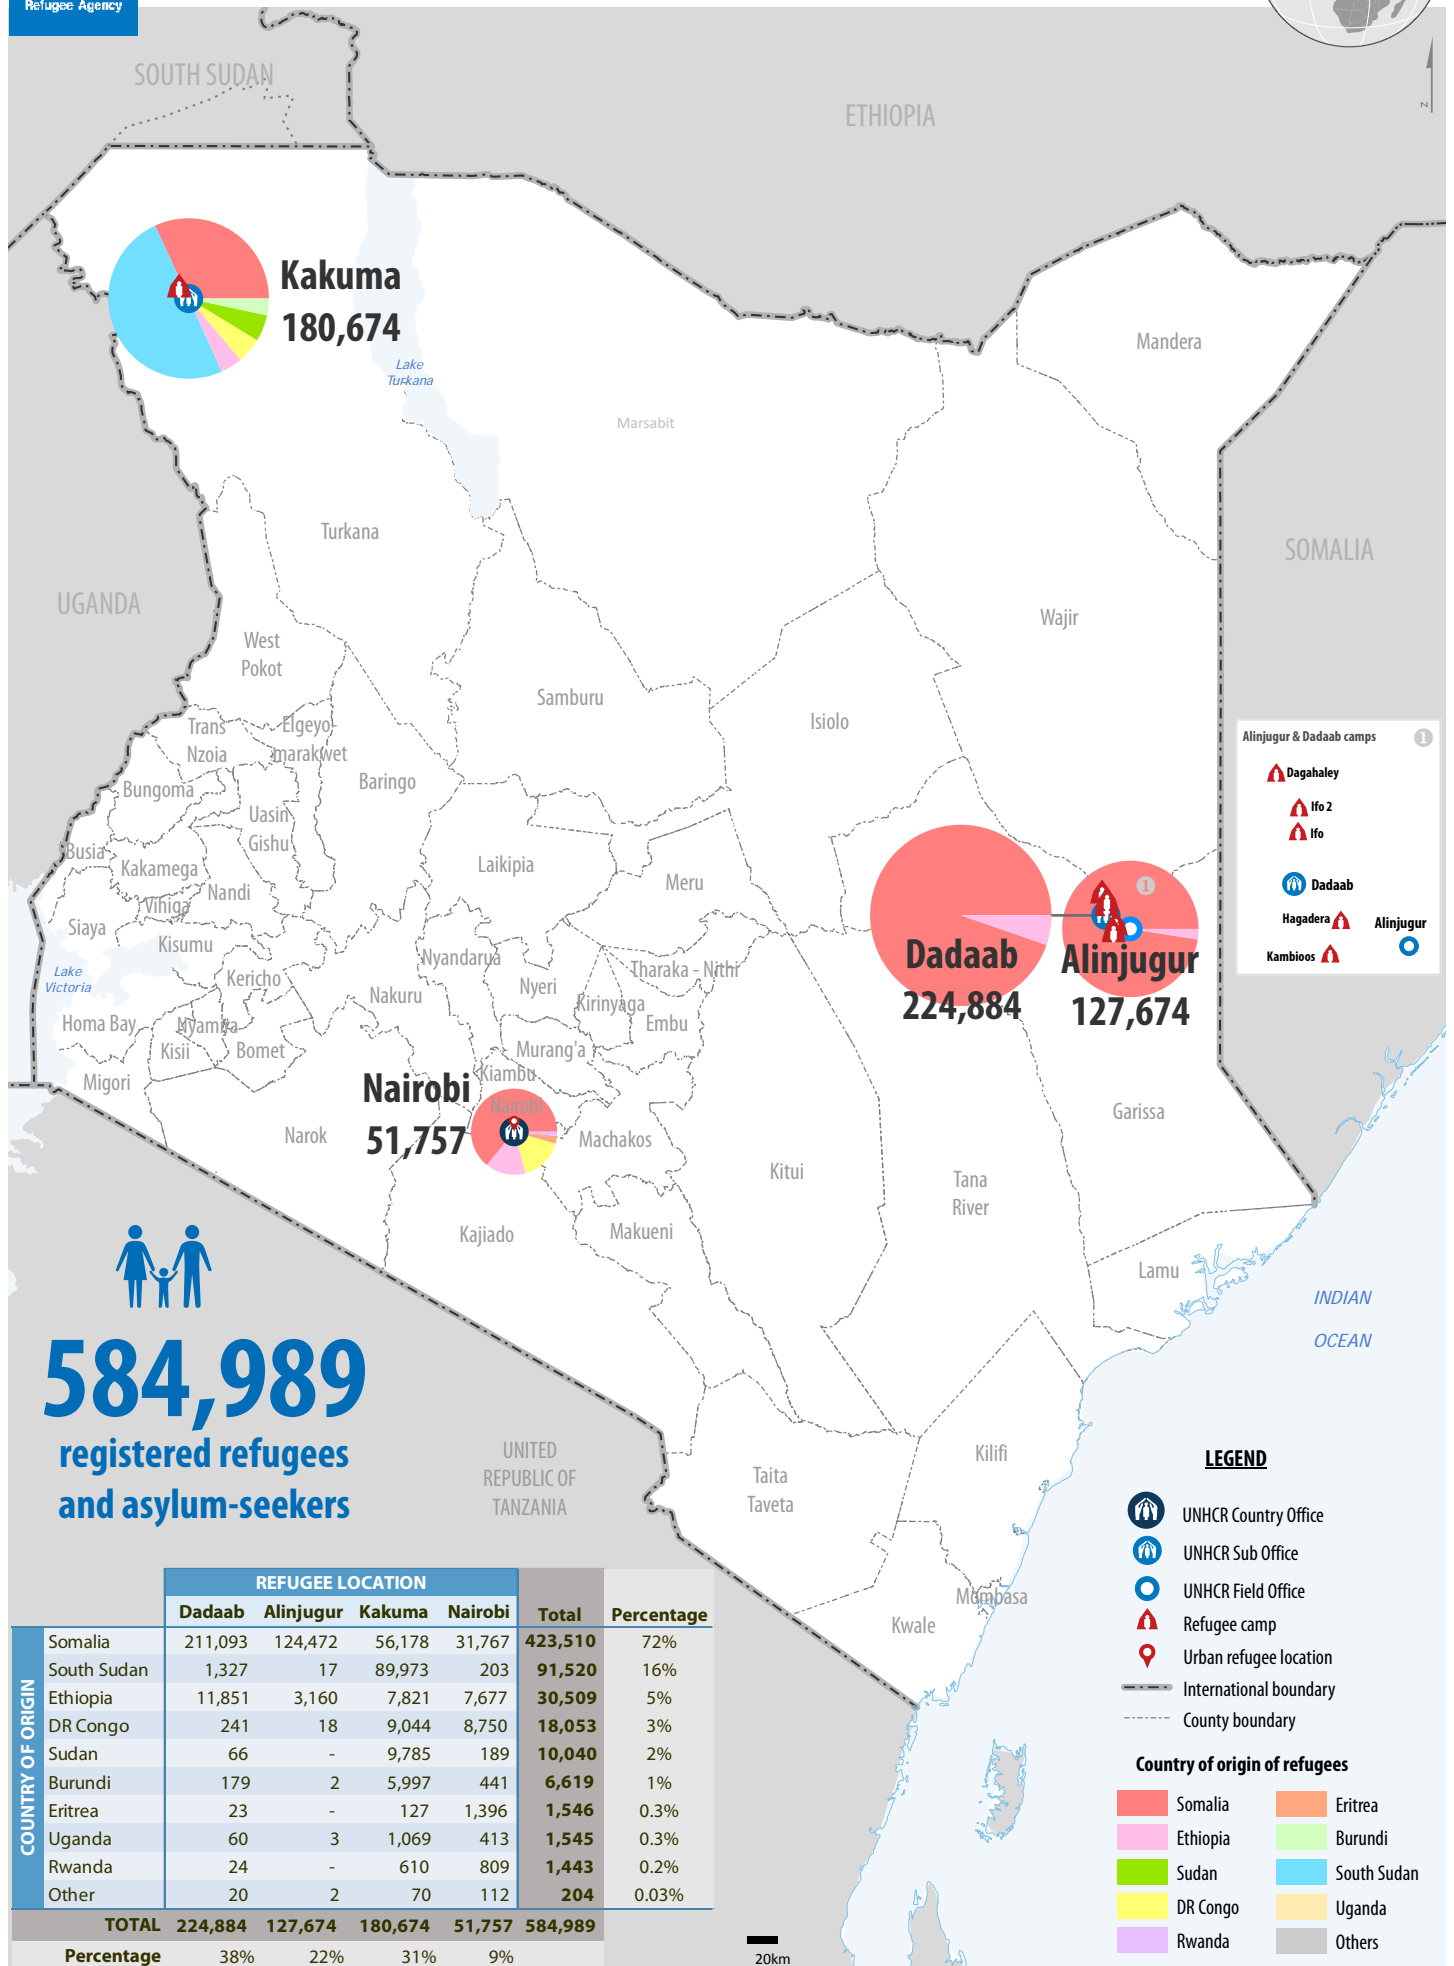 Refugee Agency
SOUTH SUDAN
ETHIOPIA
z
Kakuma
180,674
Lake
Turkana
Mandera
Marsabit
Turkana
SOMALIA
UGANDA
Wajir
West
Pokot
Samburu
Isiolo
Trans
Nzoia
Elgeyo-
marakwet
Baringo
Bungoma
Uasin
Gishu
Busia
Kakamega
Nandi
Vihiga
Laikipia
Meru
Siaya
Kisumu
Lake
Victoria
Kericho
Nyandarua
Nakuru
Nyeri
Tharaka - Nithi
Kirinyaga
Embu
Homa Bay
Nyamira
Kisii
Bomet
Murang'a
Kiambu
Migori
Nairobi
51,757
Nairobi
Narok
Machakos
Kitui
Garissa
Tana
River
Kajiado
Makueni
Lamu
1
Dadaab
224,884
Alinjugur
127,674
Alinjugur & Dadaab camps
1
Dagahaley
Ifo 2
Ifo
Dadaab
Hagadera
Alinjugur
Kambioos
INDIAN
OCEAN
584,989
registered refugees
and asylum-seekers
UNITED
REPUBLIC OF
TANZANIA
Taita
Taveta
Kilifi
Mombasa
Kwale
LEGEND
UNHCR Country Office
UNHCR Sub Office
UNHCR Field Office
Refugee camp
Urban refugee location
International boundary
County boundary
Country of origin of refugees
Somalia
Eritrea
Ethiopia
Burundi
Sudan
South Sudan
DR Congo
Uganda
Rwanda
Others
20km
REFUGEE LOCATION
Dadaab Alinjugur Kakuma Nairobi Total Percentage
COUNTRY OF ORIGIN
Somalia 211,093 124,472 56,178 31,767 423,510 72%
South Sudan 1,327 17 89,973 203 91,520 16%
Ethiopia 11,851 3,160 7,821 7,677 30,509 5%
DR Congo 241 18 9,044 8,750 18,053 3%
Sudan 66 - 9,785 189 10,040 2%
Burundi 179 2 5,997 441 6,619 1%
Eritrea 23 - 127 1,396 1,546 0.3%
Uganda 60 3 1,069 413 1,545 0.3%
Rwanda 24 - 610 809 1,443 0.2%
Other 20 2 70 112 204 0.03%
TOTAL 224,884 127,674 180,674 51,757 584,989
Percentage 38% 22% 31% 9%